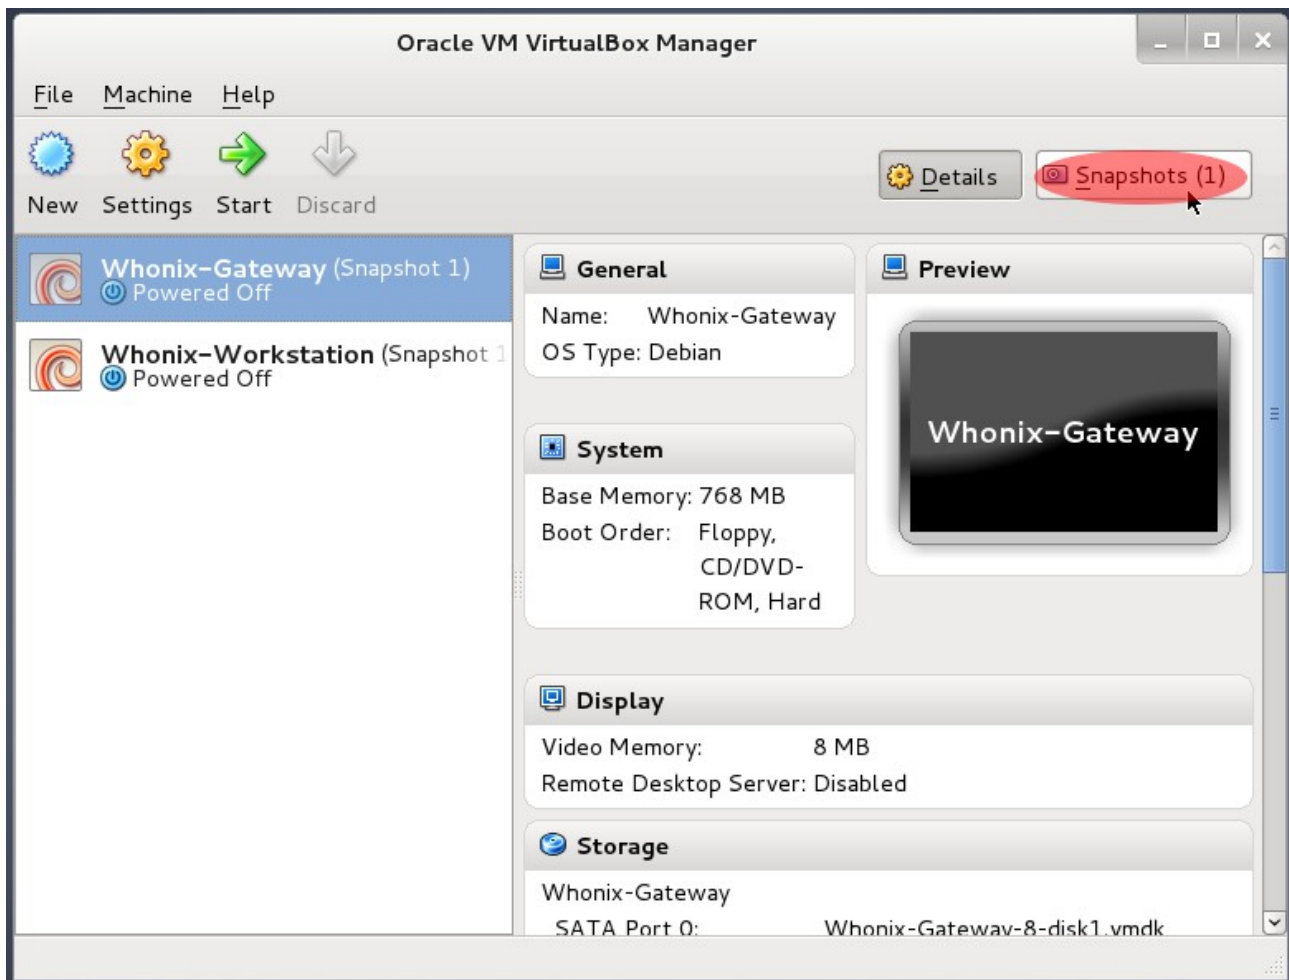 Oracle VM VirtualBox Manager
File Machine Help
New Settings Start Discard
Details Snapshots (1)
Whonix-Gateway (Snapshot 1)
Powered Off
Whonix-Workstation (Snapshot 1
Powered Off
General
Name: Whonix-Gateway
OS Type: Debian
System
Base Memory: 768 MB
Boot Order: Floppy,
CD/DVD-
ROM, Hard
Preview
Whonix-Gateway
Display
Video Memory: 8 MB
Remote Desktop Server: Disabled
Storage
Whonix-Gateway
SATA Port 0: Whonix-Gateway-8-disk1.vmdk